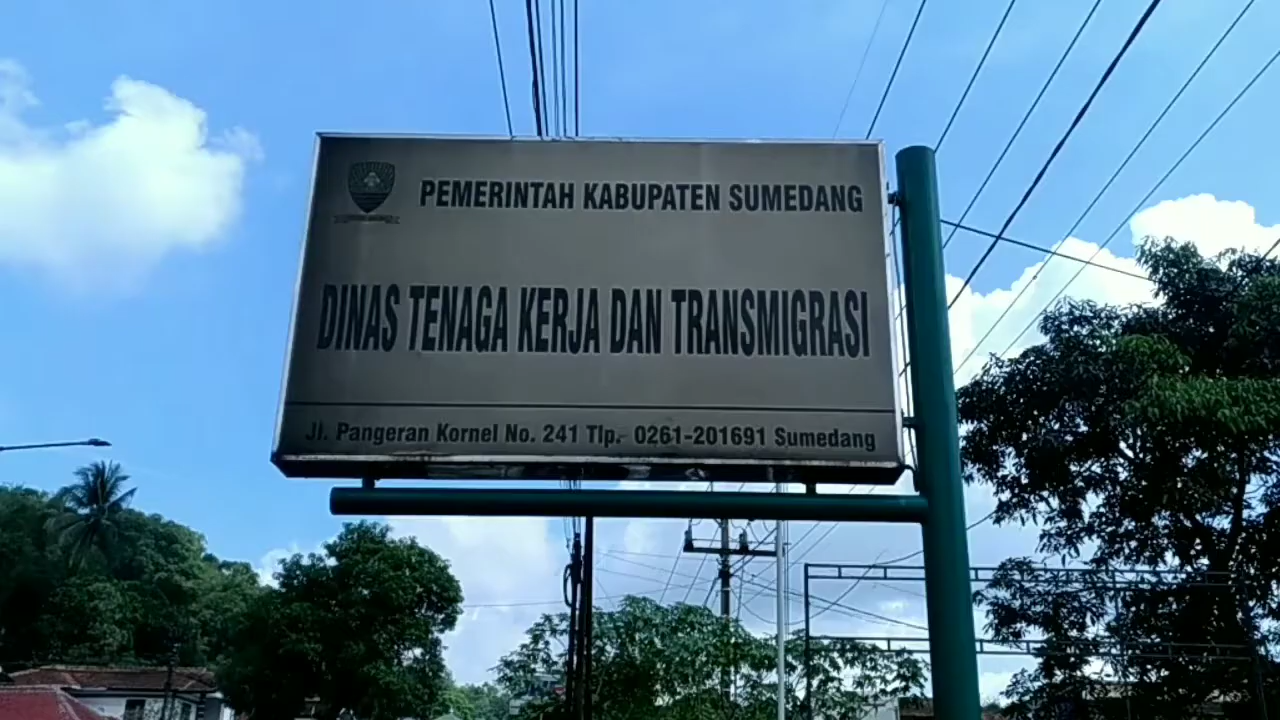 PEMERINTAH KABUPATEN SUMEDANG
DINAS TENAGA KERJA DAN TRANSMIGRASI
Jl. Pangeran Kornel No. 241 Tlp. 0261-201691 Sumedang